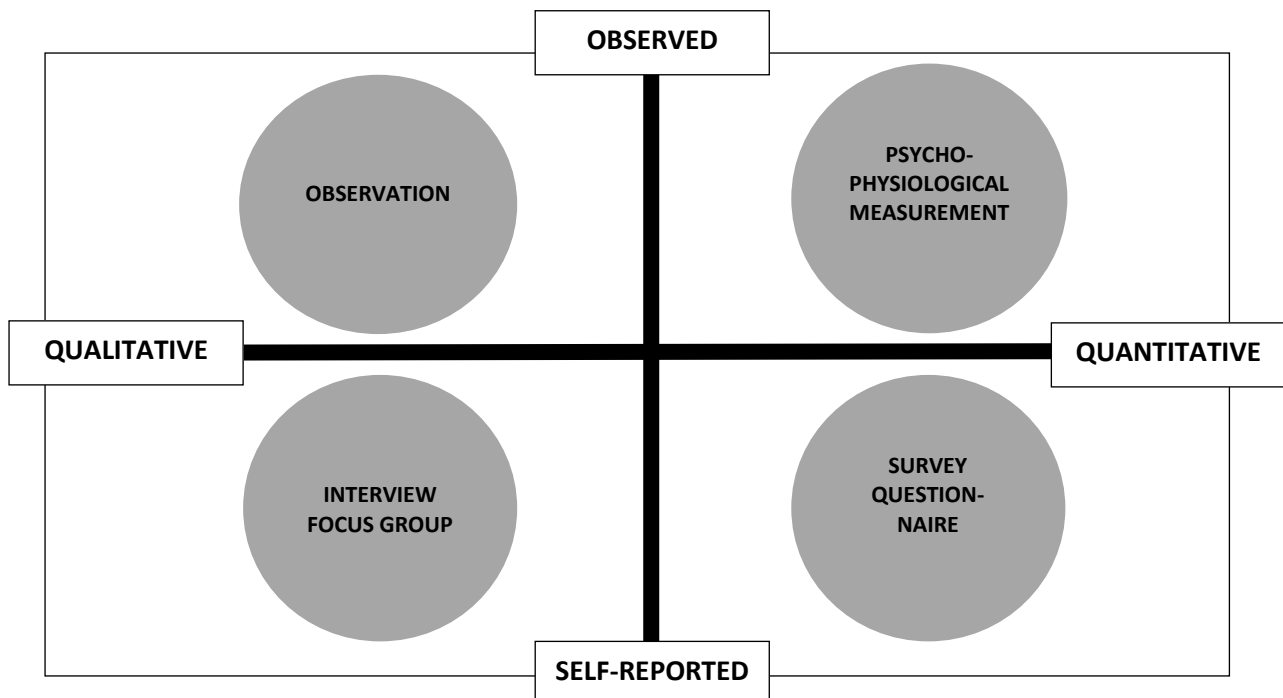 OBSERVED
OBSERVATION
PSYCHO-
PHYSIOLOGICAL
MEASUREMENT
QUALITATIVE
QUANTITATIVE
INTERVIEW
FOCUS GROUP
SURVEY
QUESTION-
NAIRE
SELF-REPORTED